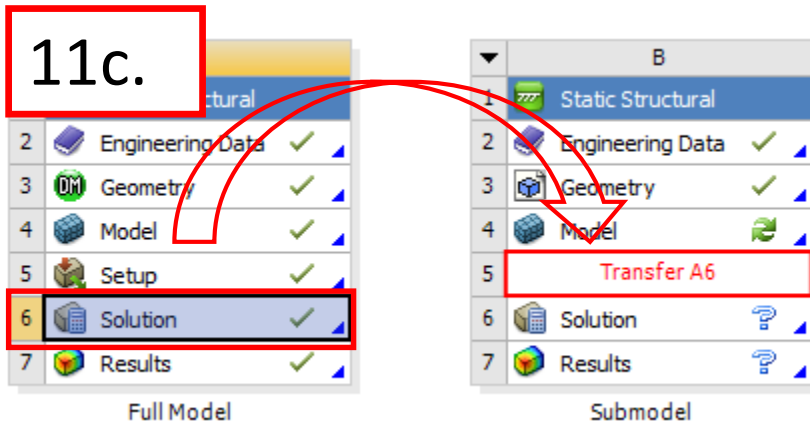 11c.
ctural
2 Engineering Data
3 Geometry
4 Model
5 Setup
6 Solution
7 Results
Full Model
B
1 Static Structural
2 Engineering Data
3 Geometry
4 Model
5 Transfer A6
6 Solution
7 Results
Submodel